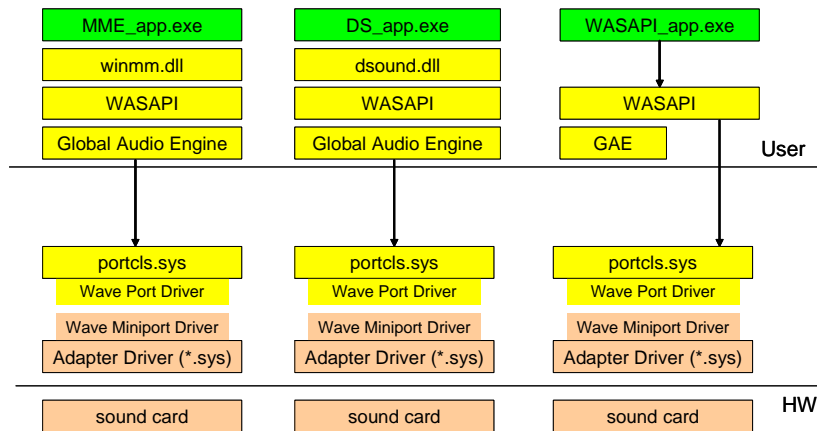 MME_app.exe DS_app.exe WASAPI_app.exe
winmm.dll dsound.dll
WASAPI WASAPI WASAPI
Global Audio Engine Global Audio Engine GAE
User
portcls.sys portcls.sys portcls.sys
Wave Port Driver Wave Port Driver Wave Port Driver
Wave Miniport Driver Wave Miniport Driver Wave Miniport Driver
Adapter Driver (*.sys) Adapter Driver (*.sys) Adapter Driver (*.sys)
HW
sound card sound card sound card